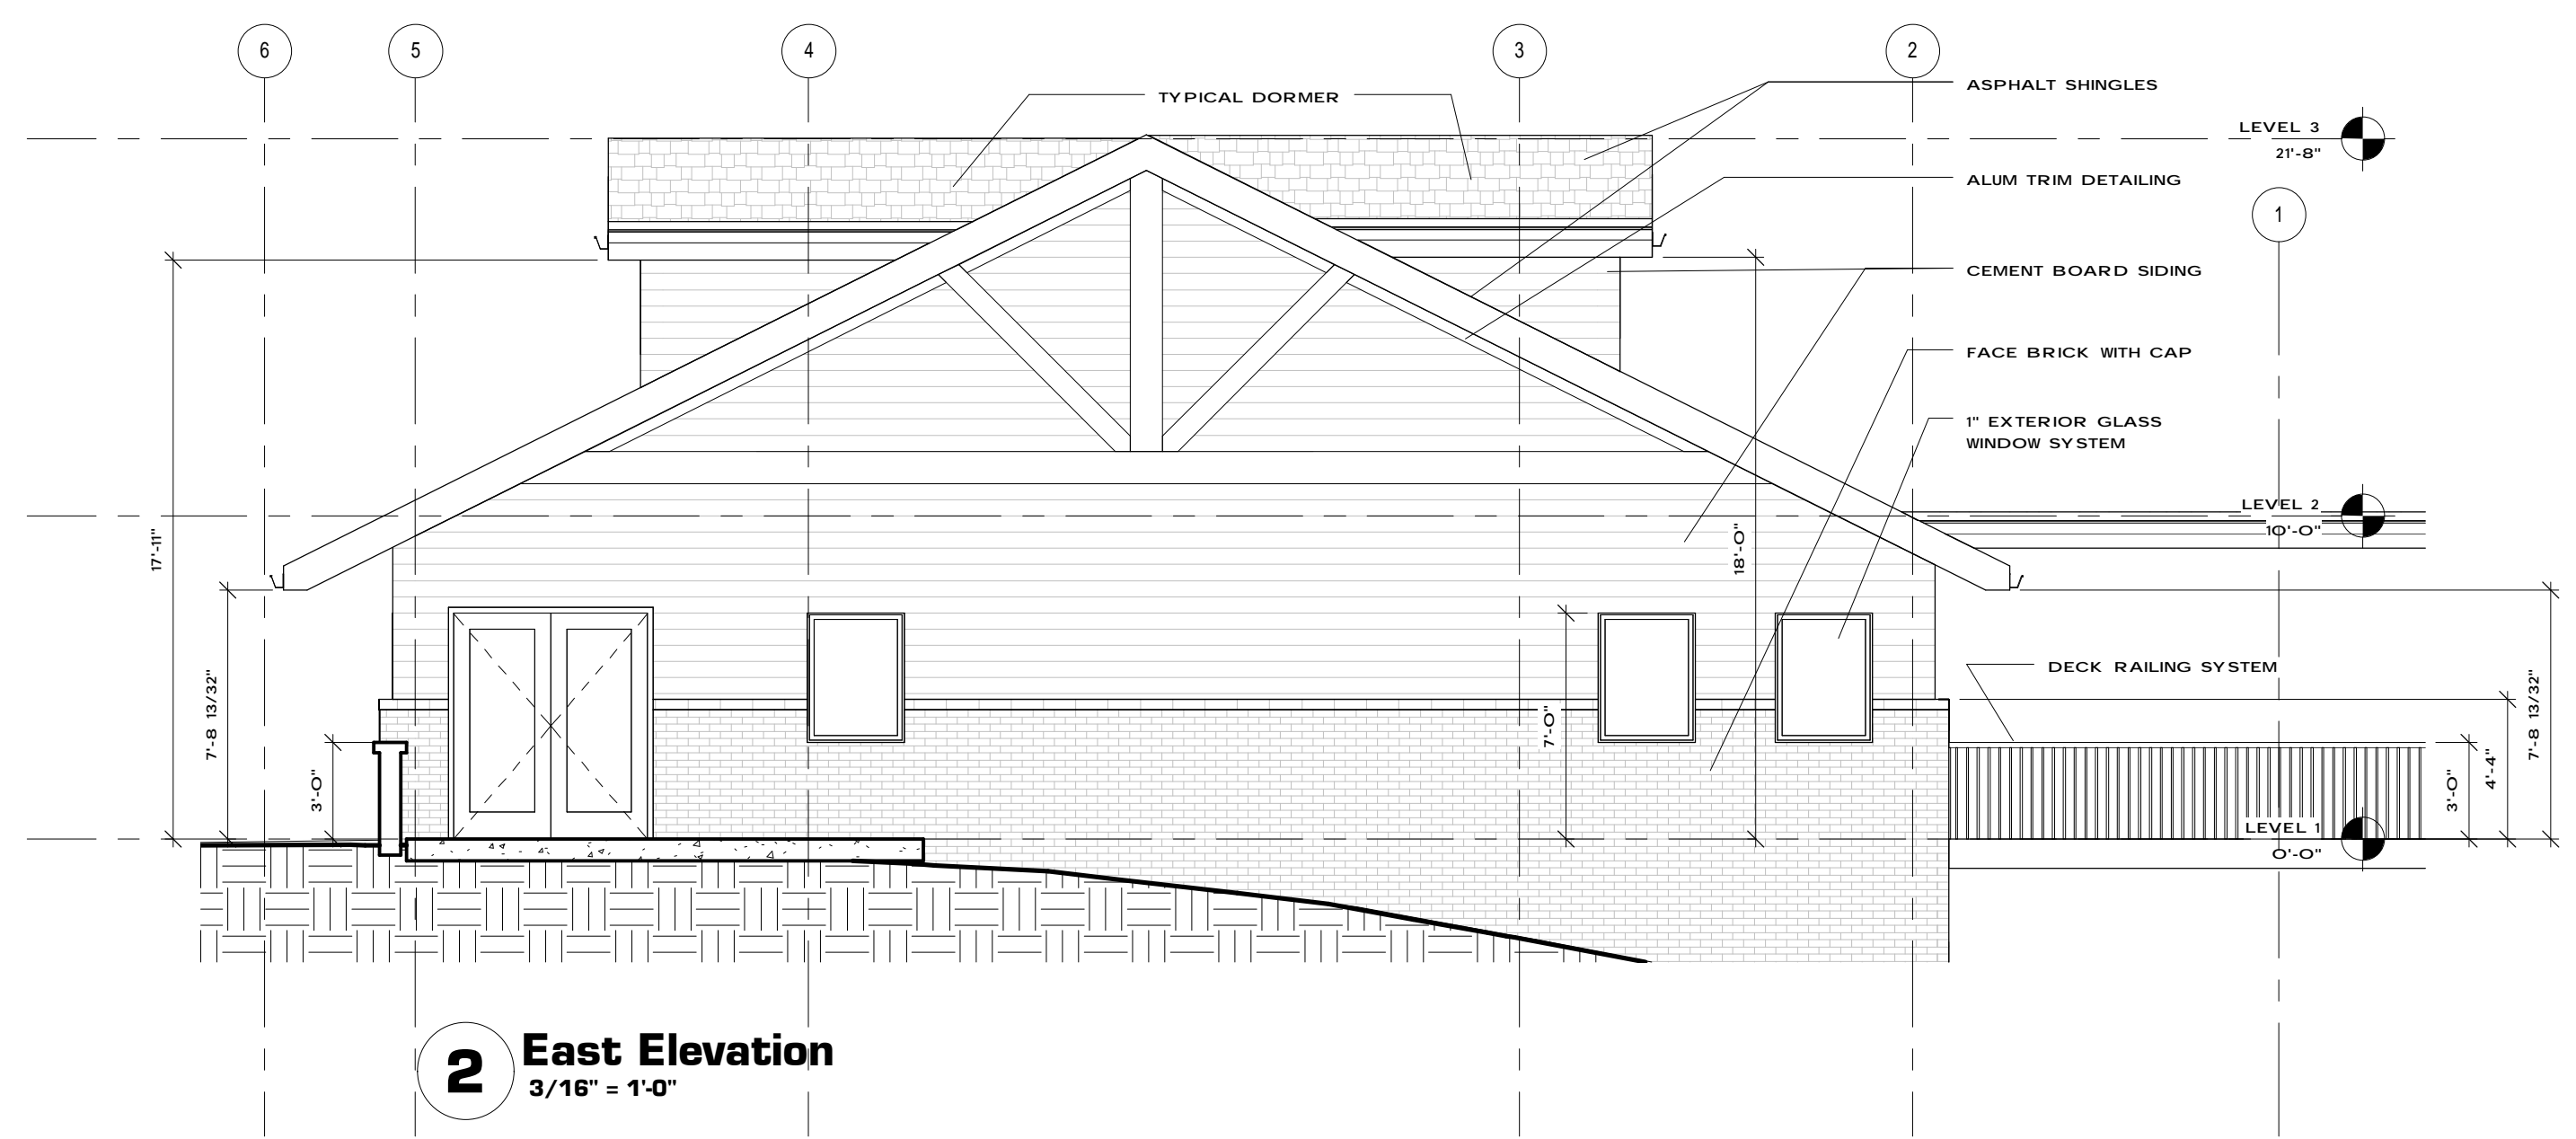 6
5
4
3
2
TYPICAL DORMER
ASPHALT SHINGLES
LEVEL 3
21'-8"
ALUM TRIM DETAILING
1
CEMENT BOARD SIDING
FACE BRICK WITH CAP
1" EXTERIOR GLASS
WINDOW SYSTEM
LEVEL 2
10'-0"
17'-11"
18'-0"
7'-8 13/32"
3'-0"
7'-0"
DECK RAILING SYSTEM
3'-0"
4'-4"
7'-8 13/32"
LEVEL 1
0'-0"
2
East Elevation
3/16" = 1'-0"